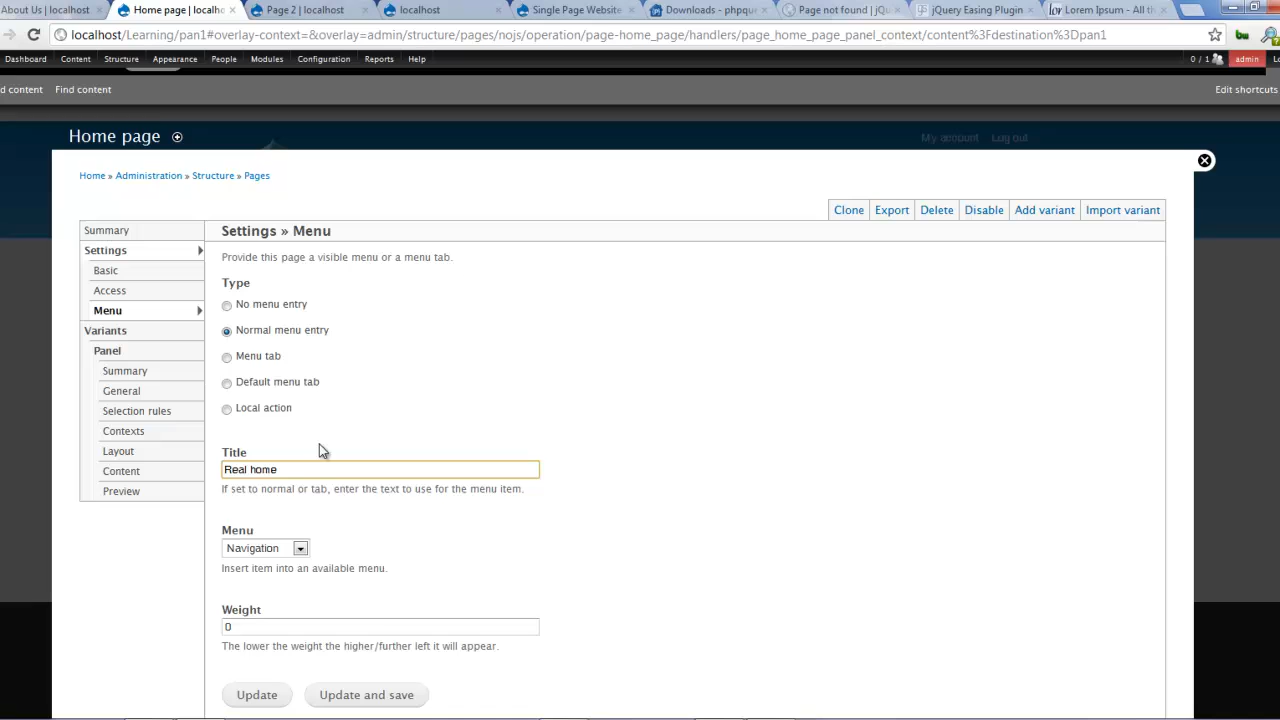 About Us | localhost
Home page | localho
Page 2 | localhost
localhost
Single Page Website
Downloads - phpqu
Page not found | jQu
jQuery Easing Plugin
Lorem Ipsum - All th
localhost/Learning/pan1#overlay-context=&overlay=admin/structure/pages/nojs/operation/page-home_page/handlers/page_home_page_panel_context/content%3Fdestination%3Dpan1
Dashboard Content Structure Appearance People Modules Configuration Reports Help 0 / 1 admin Lo
d content Find content Edit shortcuts
Home page My account Log out
Home » Administration » Structure » Pages
Clone Export Delete Disable Add variant Import variant
Summary
Settings
Basic
Access
Menu
Variants
Panel
Summary
General
Selection rules
Contexts
Layout
Content
Preview
Settings » Menu
Provide this page a visible menu or a menu tab.
Type
No menu entry
Normal menu entry
Menu tab
Default menu tab
Local action
Title
Real home
If set to normal or tab, enter the text to use for the menu item.
Menu
Navigation
Insert item into an available menu.
Weight
0
The lower the weight the higher/further left it will appear.
Update Update and save